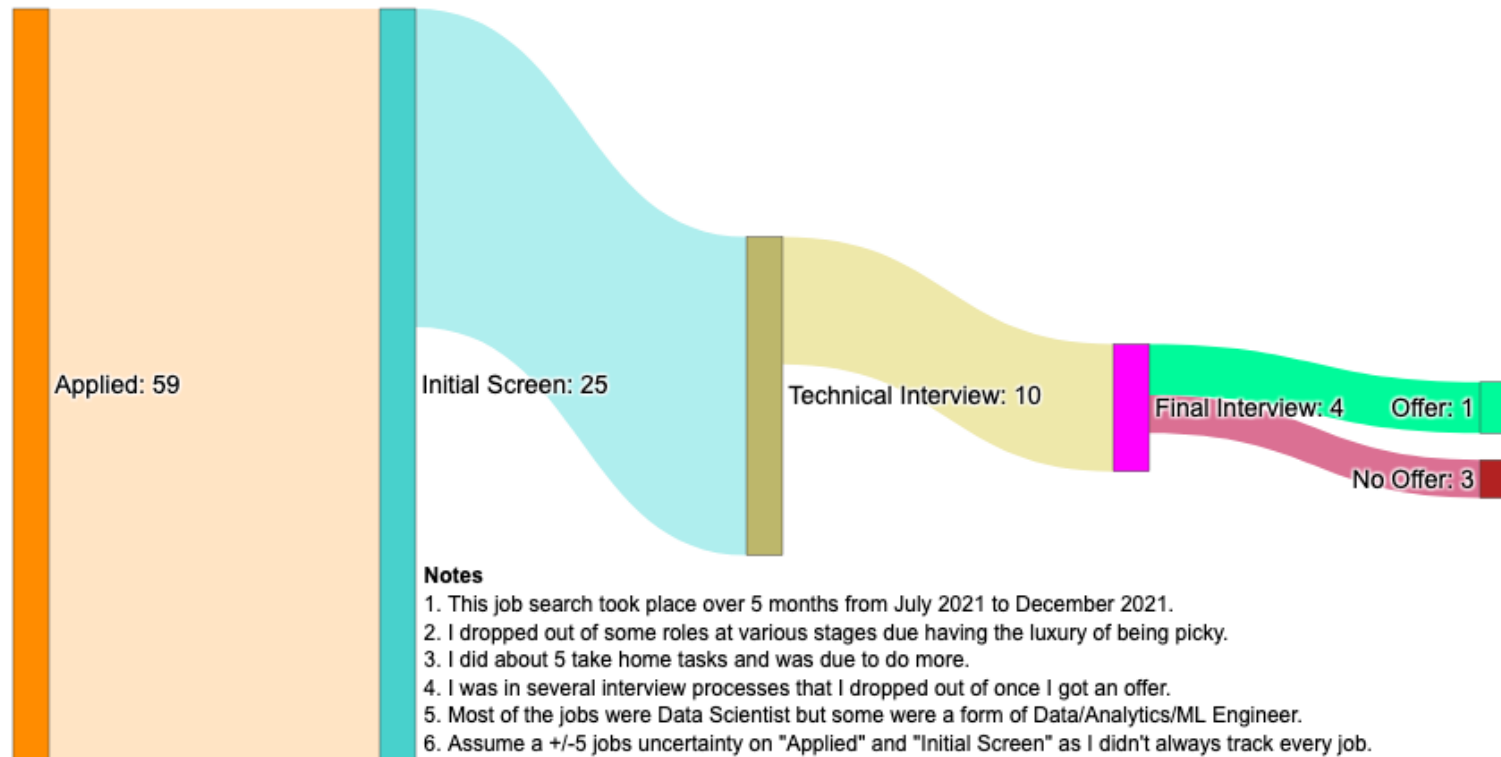 Applied: 59
Initial Screen: 25
Technical Interview: 10
Final Interview: 4
Offer: 1
No Offer: 3
Notes
1. This job search took place over 5 months from July 2021 to December 2021.
2. I dropped out of some roles at various stages due having the luxury of being picky.
3. I did about 5 take home tasks and was due to do more.
4. I was in several interview processes that I dropped out of once I got an offer.
5. Most of the jobs were Data Scientist but some were a form of Data/Analytics/ML Engineer.
6. Assume a +/-5 jobs uncertainty on "Applied" and "Initial Screen" as I didn't always track every job.